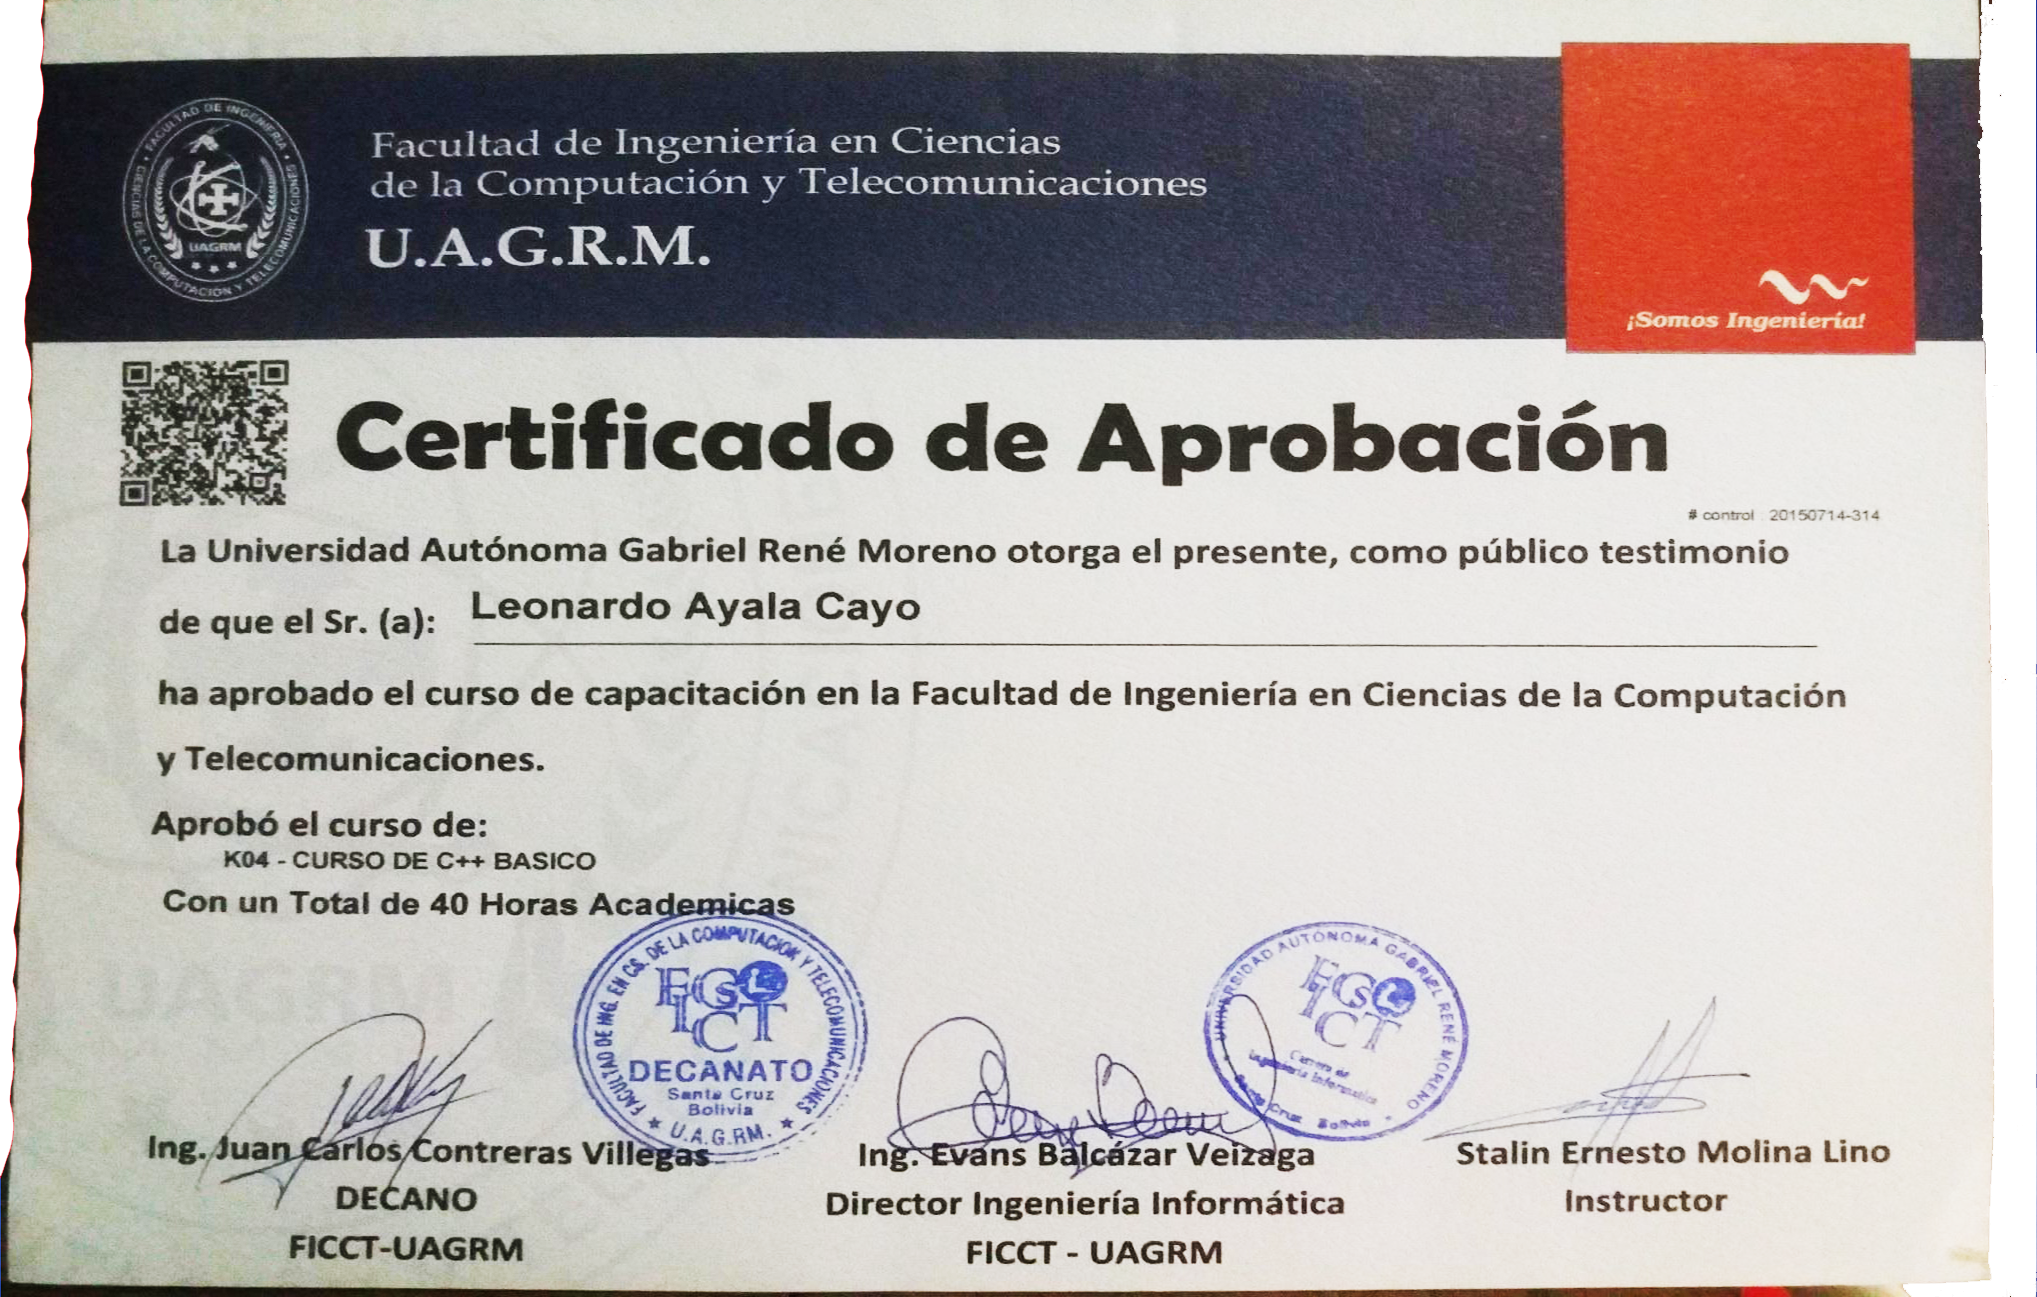 FACULTAD DE INGENIERIA • CIENCIAS DE LA COMPUTACIÓN Y TELECOMUNICACIONES •
UAGRM
Facultad de Ingeniería en Ciencias
de la Computación y Telecomunicaciones
U.A.G.R.M.
¡Somos Ingeniería!
Certificado de Aprobación
# control : 20150714-314
La Universidad Autónoma Gabriel René Moreno otorga el presente, como público testimonio
de que el Sr. (a): Leonardo Ayala Cayo
ha aprobado el curso de capacitación en la Facultad de Ingeniería en Ciencias de la Computación
y Telecomunicaciones.
Aprobó el curso de:
K04 - CURSO DE C++ BASICO
Con un Total de 40 Horas Academicas
FACULTAD DE ING. EN CS. DE LA COMPUTACION Y TELECOMUNICACIONES
FICCT
DECANATO
Santa Cruz
Bolivia
U.A.G.RM.
UNIVERSIDAD AUTÓNOMA GABRIEL RENÉ MORENO
FICCT
Carrera de
Ingeniería Informática
Santa Cruz Bolivia
Ing. Juan Carlos Contreras Villegas
DECANO
FICCT-UAGRM
Ing. Evans Balcázar Veizaga
Director Ingeniería Informática
FICCT - UAGRM
Stalin Ernesto Molina Lino
Instructor